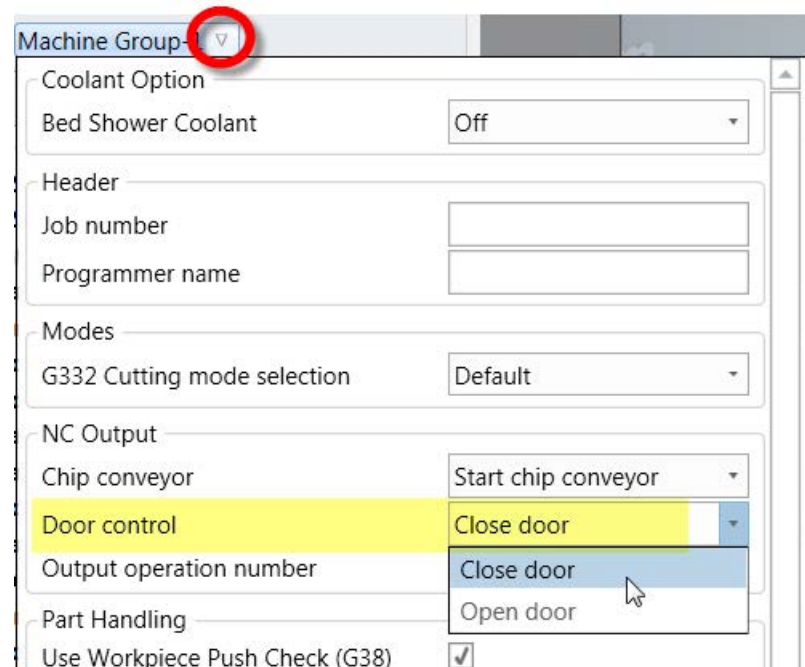 Machine Group-1
Coolant Option
Bed Shower Coolant Off
Header
Job number
Programmer name
Modes
G332 Cutting mode selection Default
NC Output
Chip conveyor Start chip conveyor
Door control Close door
Output operation number Close door
Open door
Part Handling
Use Workpiece Push Check (G38)